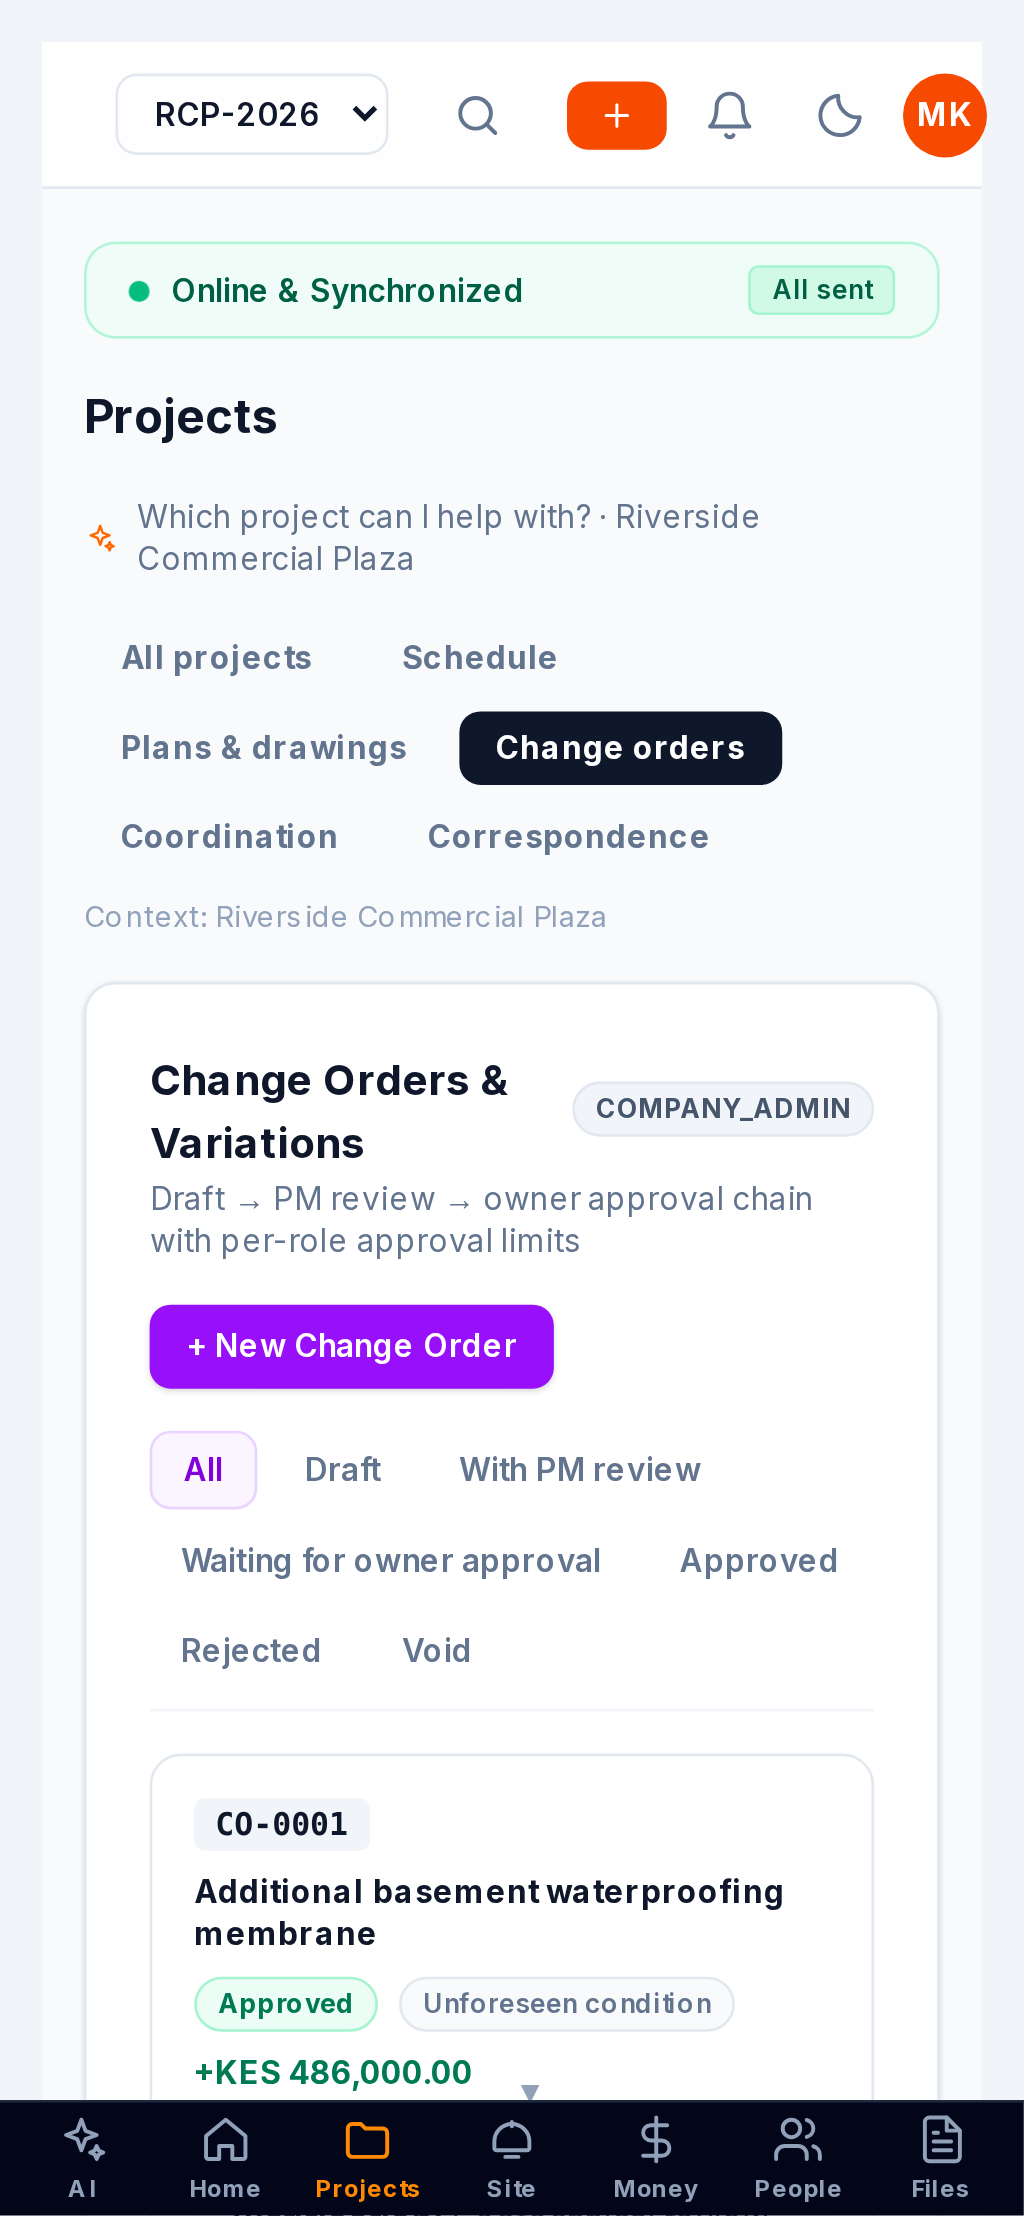 RCP-2026
+
MK
Online & Synchronized
All sent
Projects
Which project can I help with? · Riverside
Commercial Plaza
All projects
Schedule
Plans & drawings
Change orders
Coordination
Correspondence
Context: Riverside Commercial Plaza
Change Orders &
Variations
COMPANY_ADMIN
Draft → PM review → owner approval chain
with per-role approval limits
+ New Change Order
All
Draft
With PM review
Waiting for owner approval
Approved
Rejected
Void
CO-0001
Additional basement waterproofing
membrane
Approved
Unforeseen condition
+KES 486,000.00
▼
AI
Home
Projects
Site
Money
People
Files